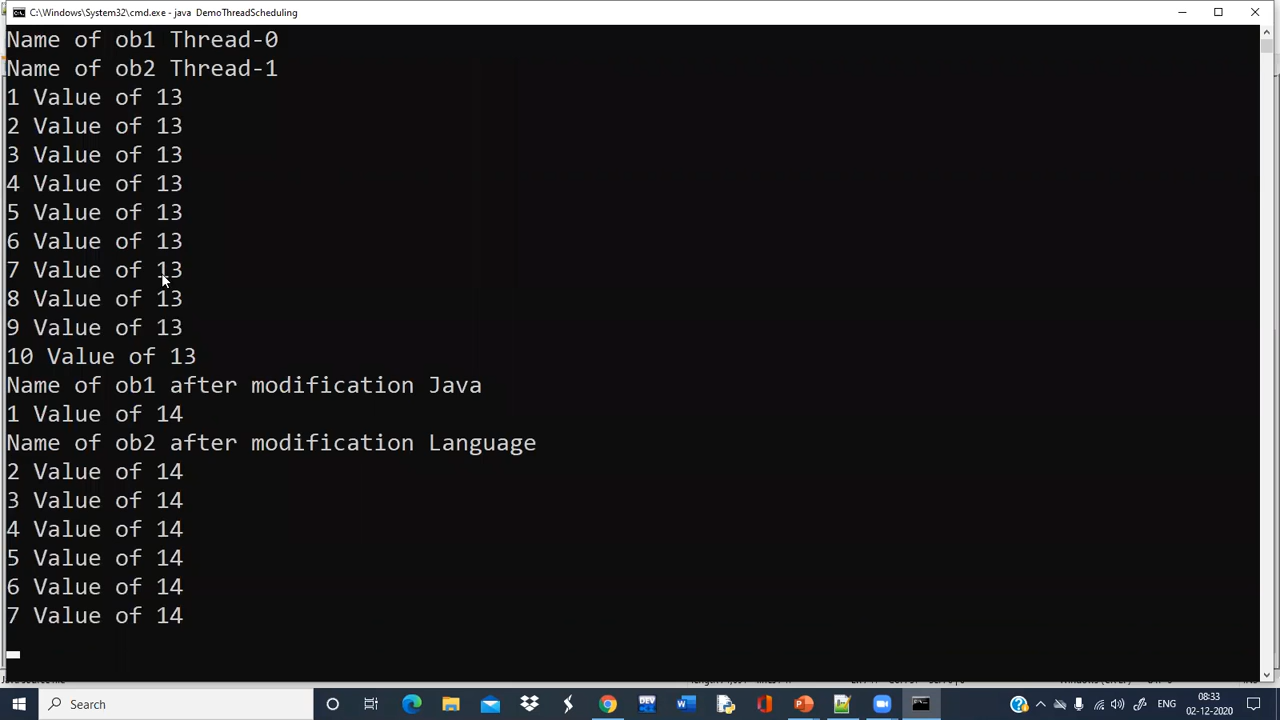 C:\Windows\System32\cmd.exe - java DemoThreadScheduling
Name of ob1 Thread-0
Name of ob2 Thread-1
1 Value of 13
2 Value of 13
3 Value of 13
4 Value of 13
5 Value of 13
6 Value of 13
7 Value of 13
8 Value of 13
9 Value of 13
10 Value of 13
Name of ob1 after modification Java
1 Value of 14
Name of ob2 after modification Language
2 Value of 14
3 Value of 14
4 Value of 14
5 Value of 14
6 Value of 14
7 Value of 14
Search
08:33
02-12-2020